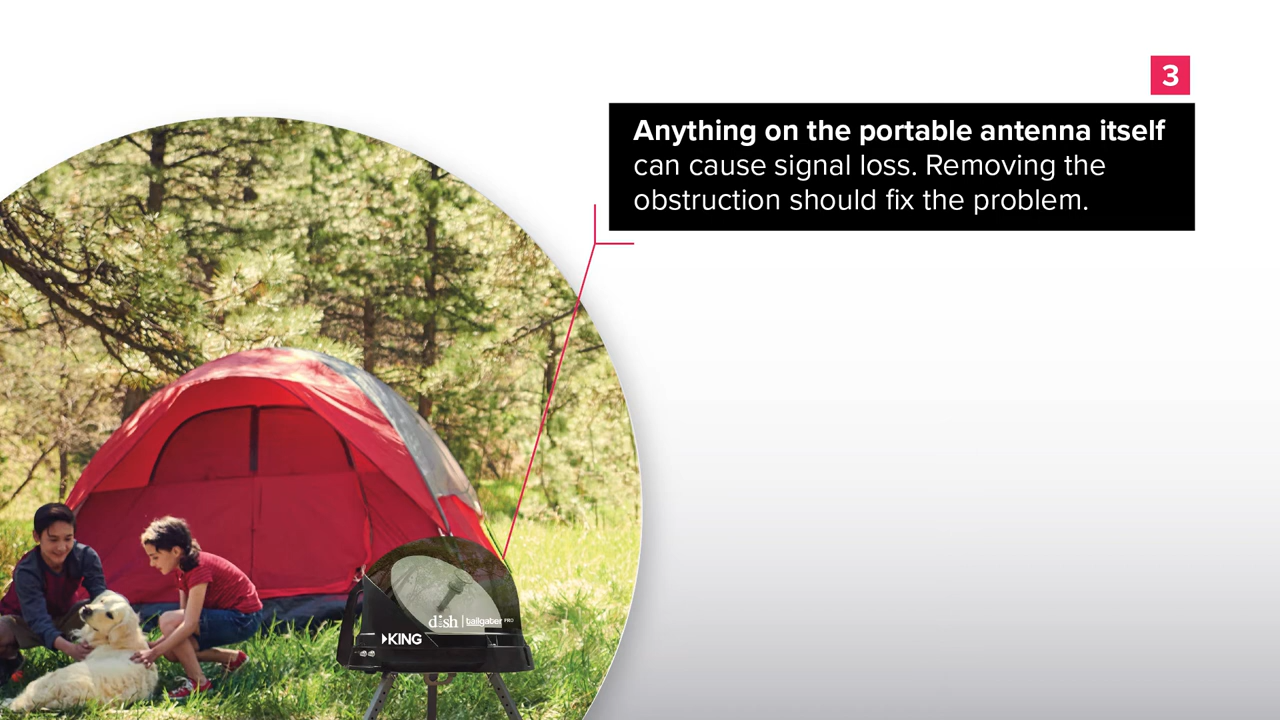 3
Anything on the portable antenna itself
can cause signal loss. Removing the
obstruction should fix the problem.
dish | tailgater PRO
KING